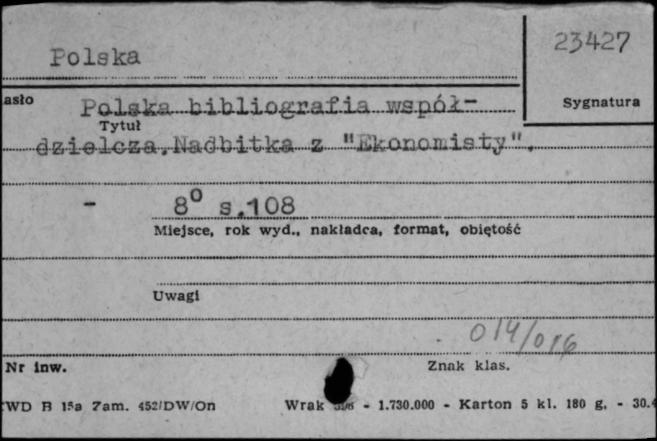 Polska
23427
asło
Polska bibliografia współ-
Sygnatura
Tytuł
dzielcza.Nadbitka z "Ekonomisty".
- 8° s.108
Miejsce, rok wyd., nakładca, format, objętość
Uwagi
014/016
Nr inw.
Znak klas.
WD B 15a Zam. 452/DW/On Wrak - 1.730.000 - Karton 5 kl. 180 g. - 30.4